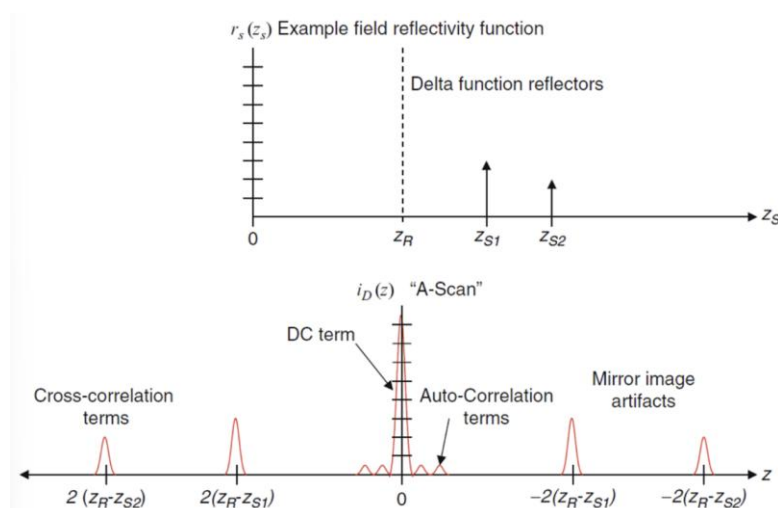 r_s(z_s) Example field reflectivity function
Delta function reflectors
0
z_R
z_S1
z_S2
z_S
i_D(z) "A-Scan"
DC term
Cross-correlation
terms
Auto-Correlation
terms
Mirror image
artifacts
z
2 (z_R-z_S2)
2(z_R-z_S1)
0
−2(z_R-z_S1)
−2(z_R-z_S2)